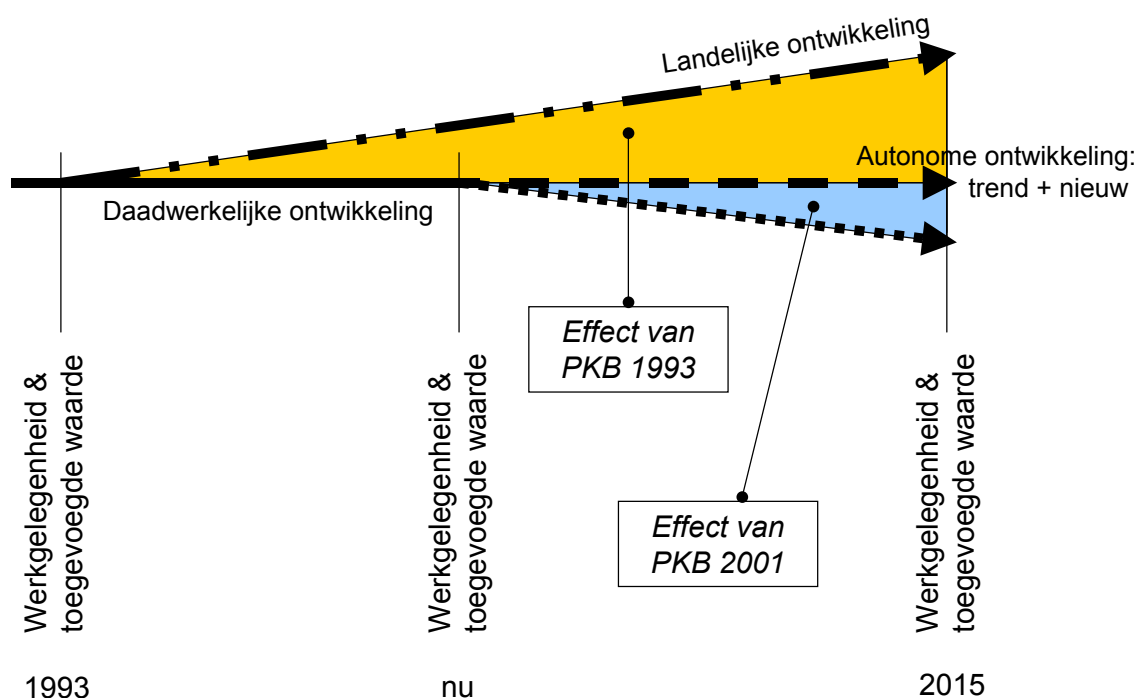 Landelijke ontwikkeling
Autonome ontwikkeling:
trend + nieuw
Daadwerkelijke ontwikkeling
Effect van
PKB 1993
Effect van
PKB 2001
Werkgelegenheid &
toegevoegde waarde
Werkgelegenheid &
toegevoegde waarde
Werkgelegenheid &
toegevoegde waarde
1993
nu
2015